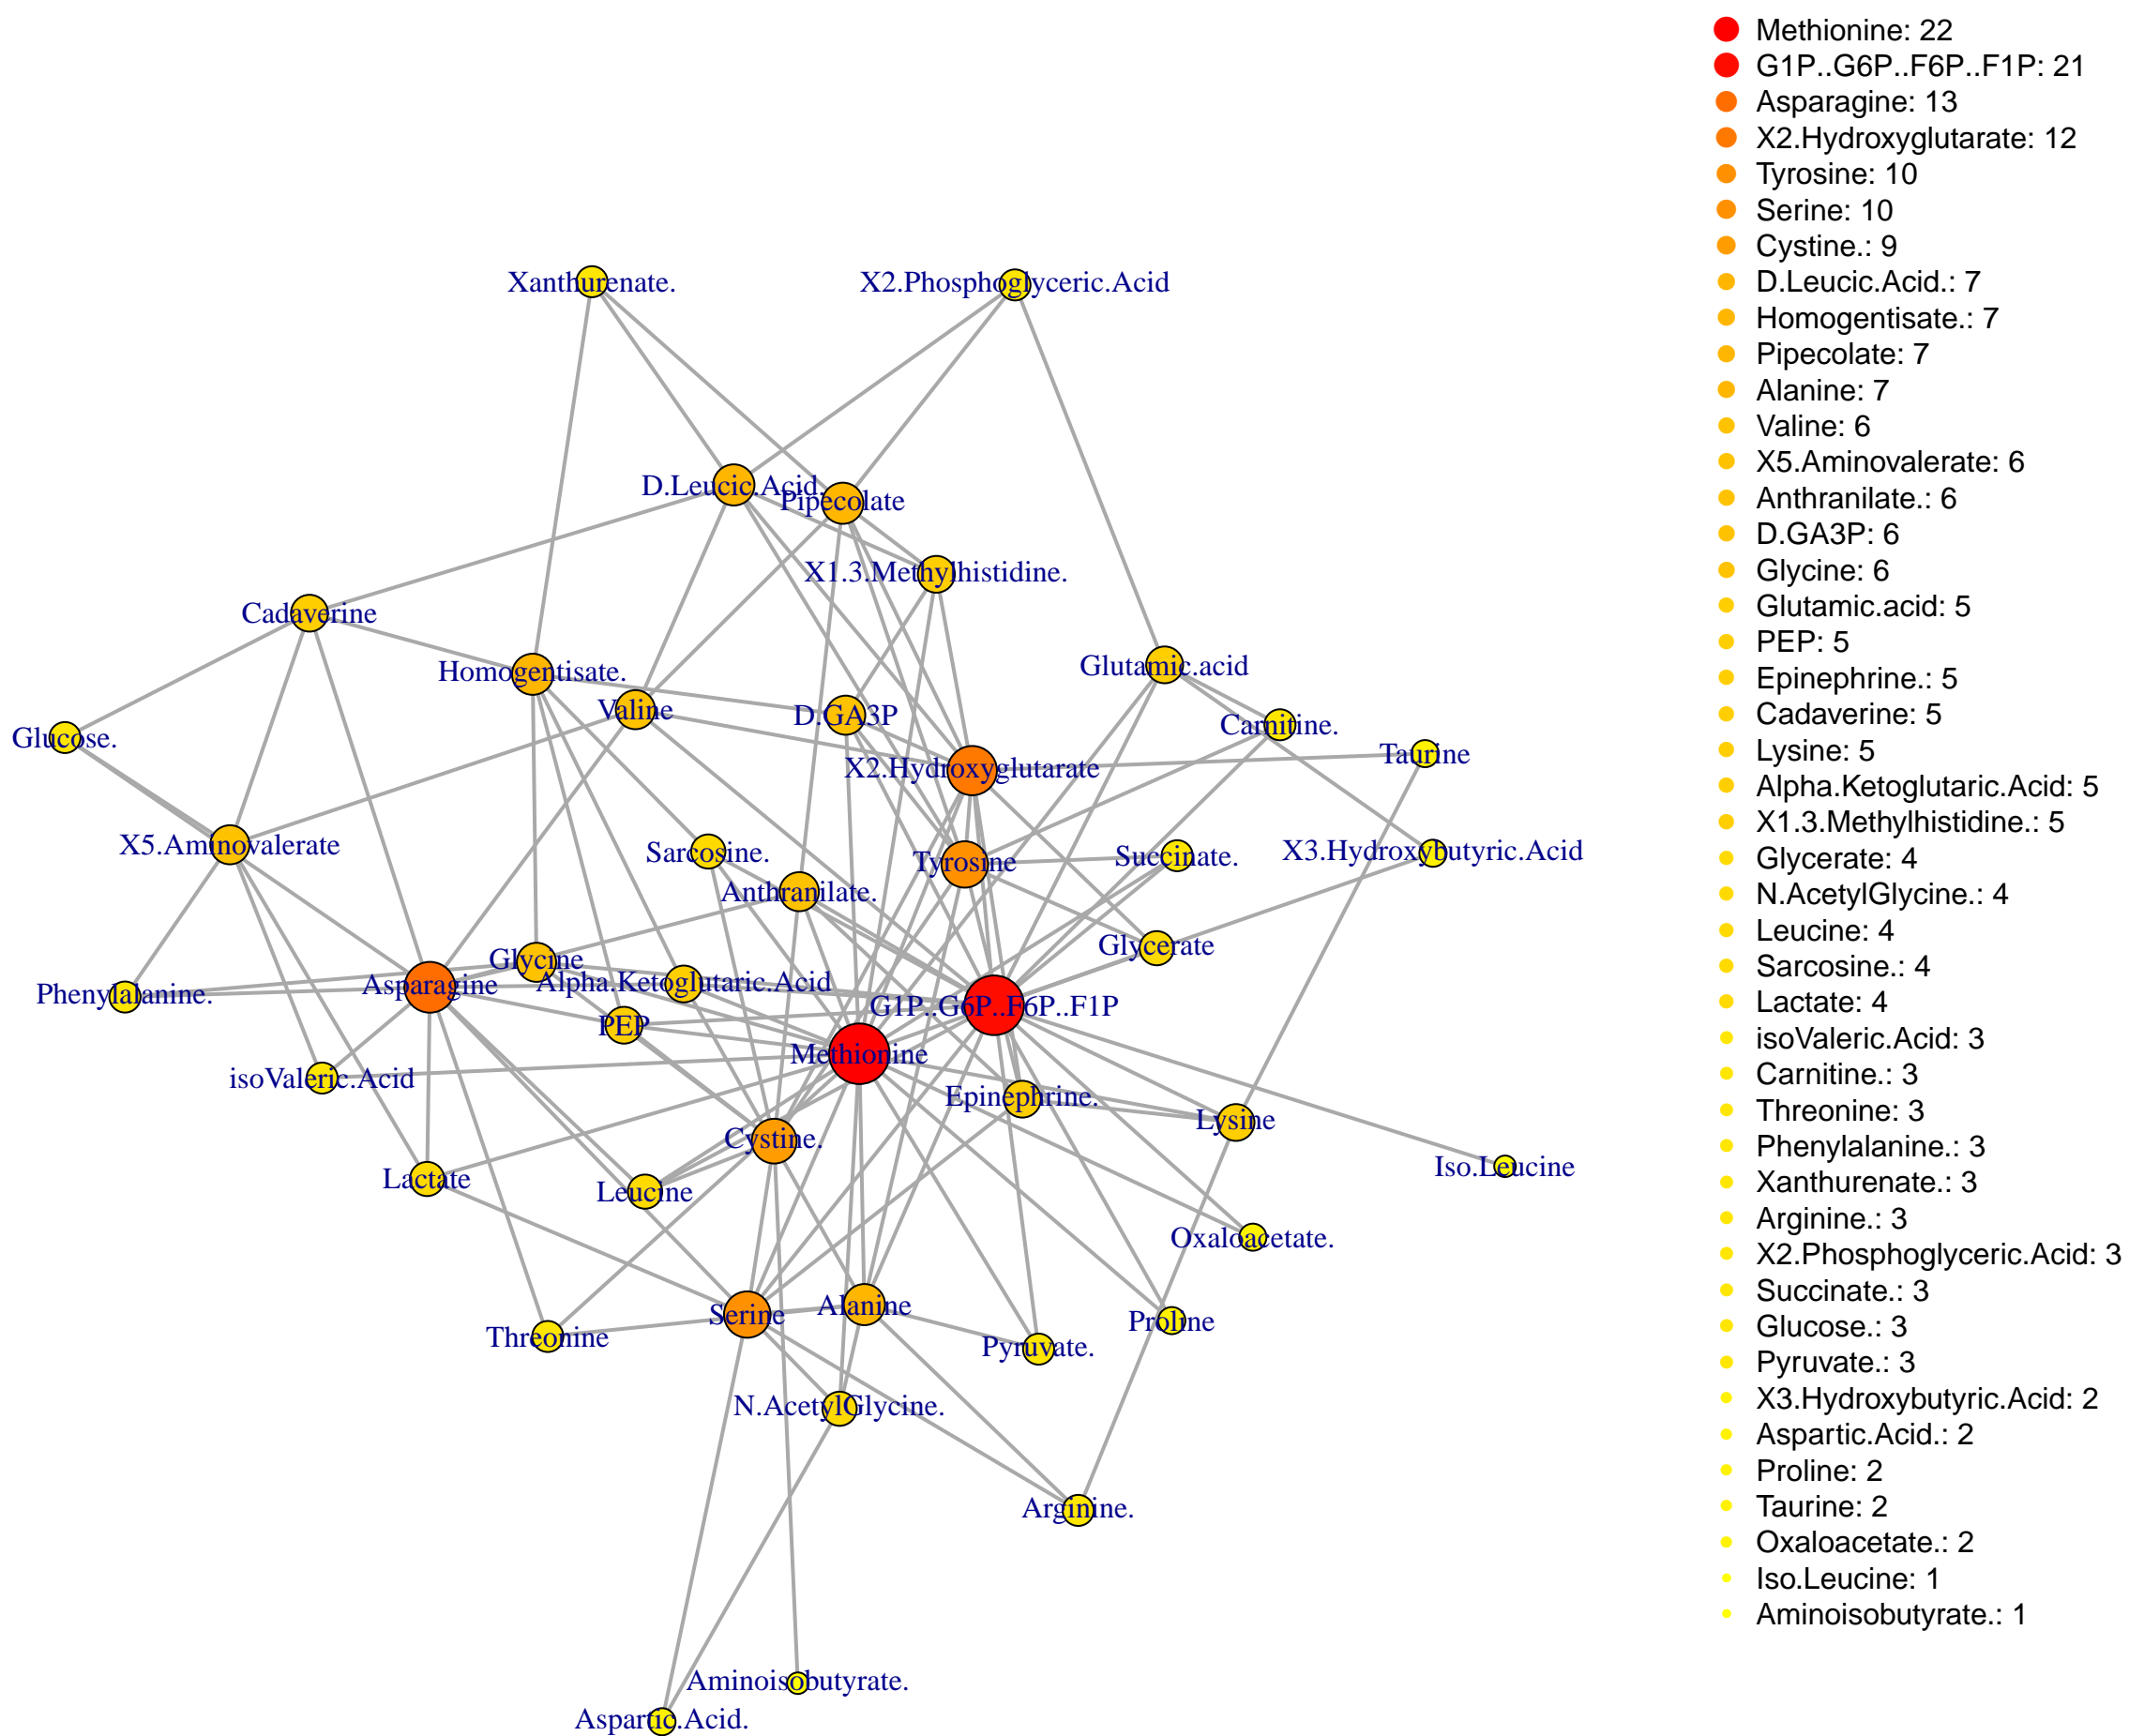 Methionine: 22
G1P..G6P..F6P..F1P: 21
Asparagine: 13
X2.Hydroxyglutarate: 12
Tyrosine: 10
Serine: 10
Cystine.: 9
D.Leucic.Acid.: 7
Homogentisate.: 7
Pipecolate: 7
Alanine: 7
Valine: 6
X5.Aminovalerate: 6
Anthranilate.: 6
D.GA3P: 6
Glycine: 6
Glutamic.acid: 5
PEP: 5
Epinephrine.: 5
Cadaverine: 5
Lysine: 5
Alpha.Ketoglutaric.Acid: 5
X1.3.Methylhistidine.: 5
Glycerate: 4
N.AcetylGlycine.: 4
Leucine: 4
Sarcosine.: 4
Lactate: 4
isoValeric.Acid: 3
Carnitine.: 3
Threonine: 3
Phenylalanine.: 3
Xanthurenate.: 3
Arginine.: 3
X2.Phosphoglyceric.Acid: 3
Succinate.: 3
Glucose.: 3
Pyruvate.: 3
X3.Hydroxybutyric.Acid: 2
Aspartic.Acid.: 2
Proline: 2
Taurine: 2
Oxaloacetate.: 2
Iso.Leucine: 1
Aminoisobutyrate.: 1
Xanthurenate.
X2.Phosphoglyceric.Acid
D.Leucic.Acid.
Pipecolate
X1.3.Methylhistidine.
Cadaverine
Homogentisate.
Glutamic.acid
Valine
D.GA3P
Carnitine.
Glucose.
Taurine
X2.Hydroxyglutarate
X5.Aminovalerate
Sarcosine.
Tyrosine
Succinate.
X3.Hydroxybutyric.Acid
Anthranilate.
Glycerate
Glycine
Asparagine
Alpha.Ketoglutaric.Acid
Phenylalanine.
G1P..G6P..F6P..F1P
PEP
Methionine
isoValeric.Acid
Epinephrine.
Lysine
Cystine.
Iso.Leucine
Lactate
Leucine
Oxaloacetate.
Alanine
Serine
Proline
Threonine
Pyruvate.
N.AcetylGlycine.
Arginine.
Aminoisobutyrate.
Aspartic.Acid.